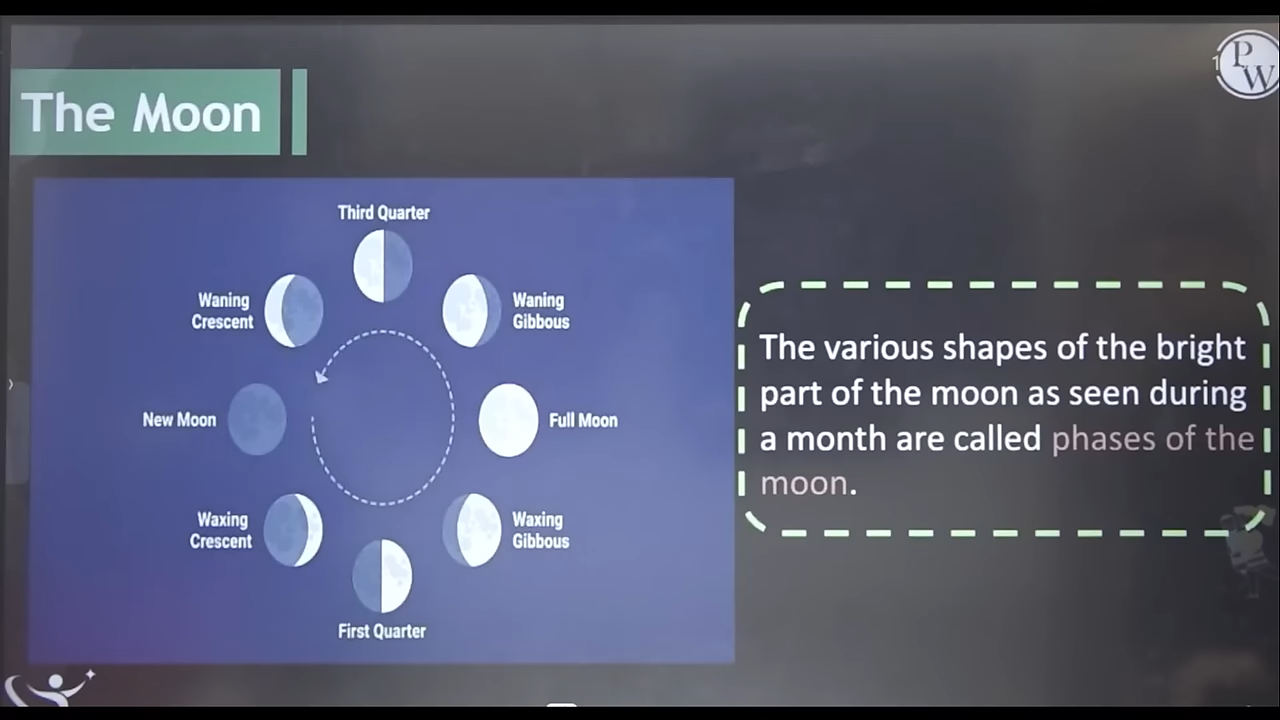 The Moon
P
W
Third Quarter
Waning
Crescent
Waning
Gibbous
New Moon
Full Moon
Waxing
Crescent
Waxing
Gibbous
First Quarter
The various shapes of the bright
part of the moon as seen during
a month are called phases of the
moon.